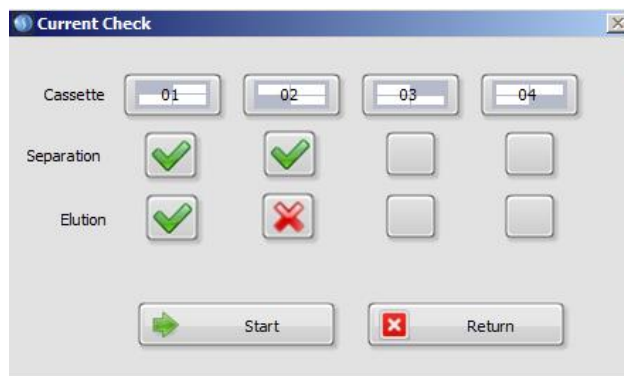 Current Check
Cassette 01 02 03 04
Separation
Elution
Start Return